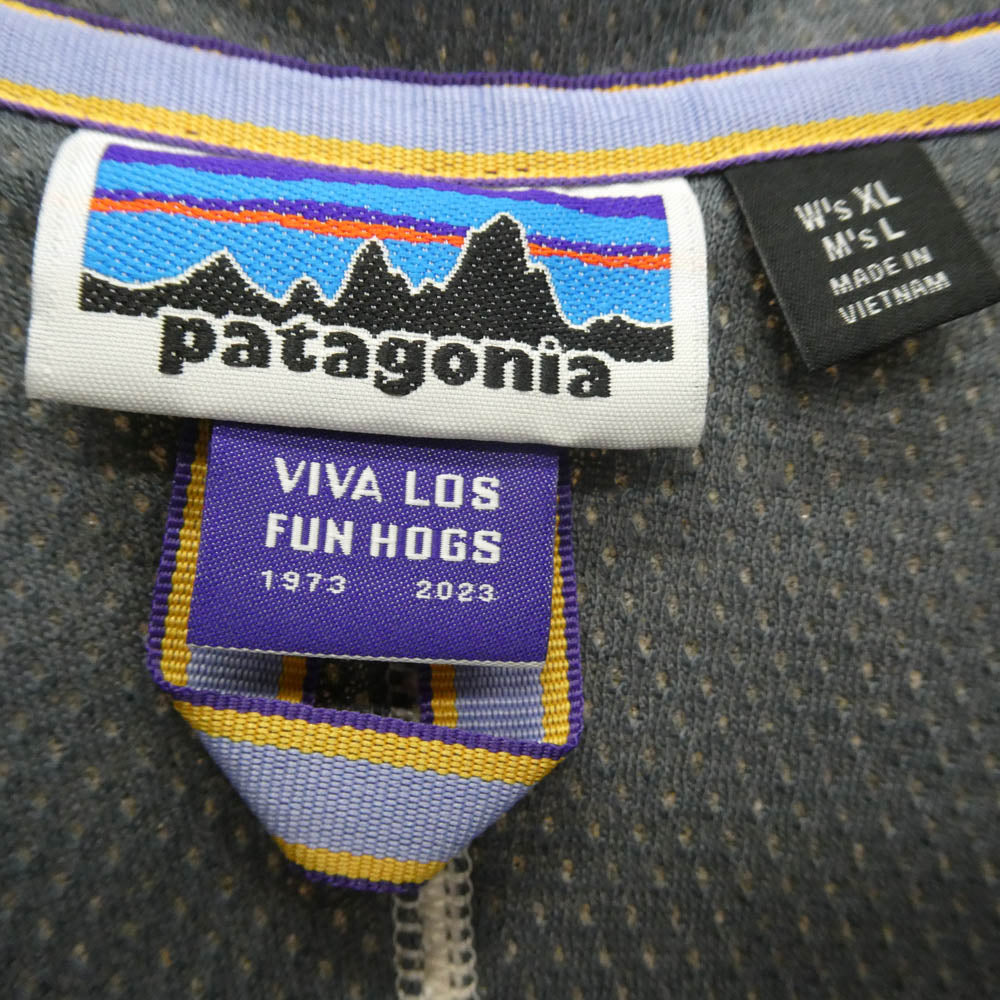 patagonia
VIVA LOS
FUN HOGS
1973 2023
W's XL
M's L
MADE IN
VIETNAM